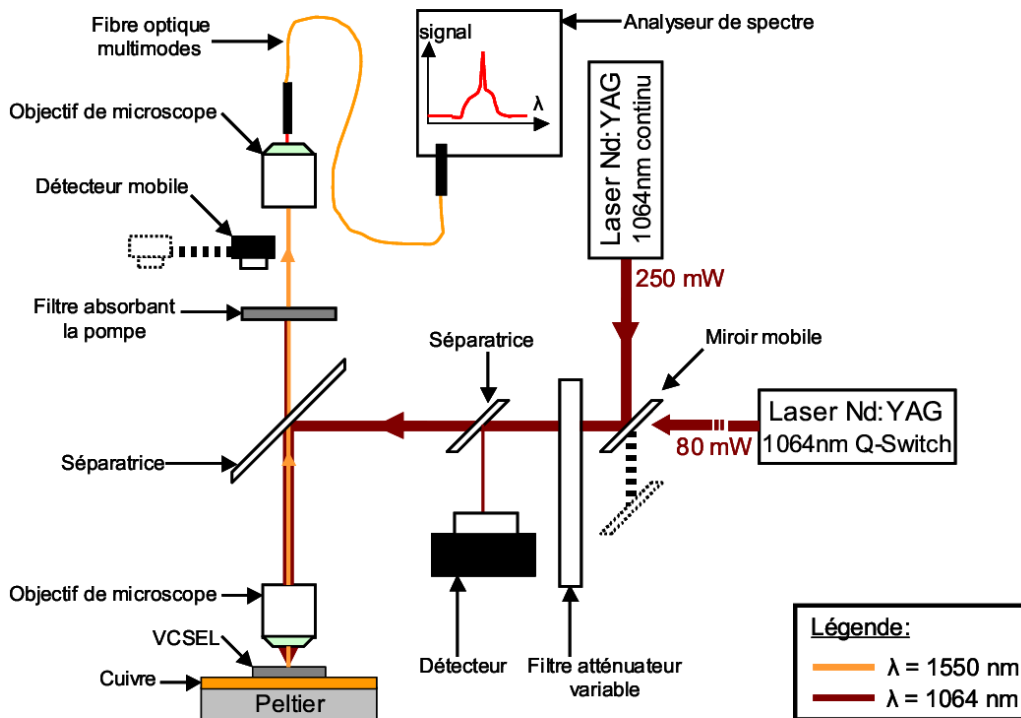 Fibre optique
multimodes
Analyseur de spectre
signal
λ
Objectif de microscope
Détecteur mobile
Filtre absorbant
la pompe
Séparatrice
Laser Nd:YAG
1064nm continu
250 mW
Miroir mobile
Séparatrice
Laser Nd:YAG
1064nm Q-Switch
80 mW
Objectif de microscope
VCSEL
Cuivre
Peltier
Détecteur
Filtre atténuateur
variable
Légende:
λ = 1550 nm
λ = 1064 nm